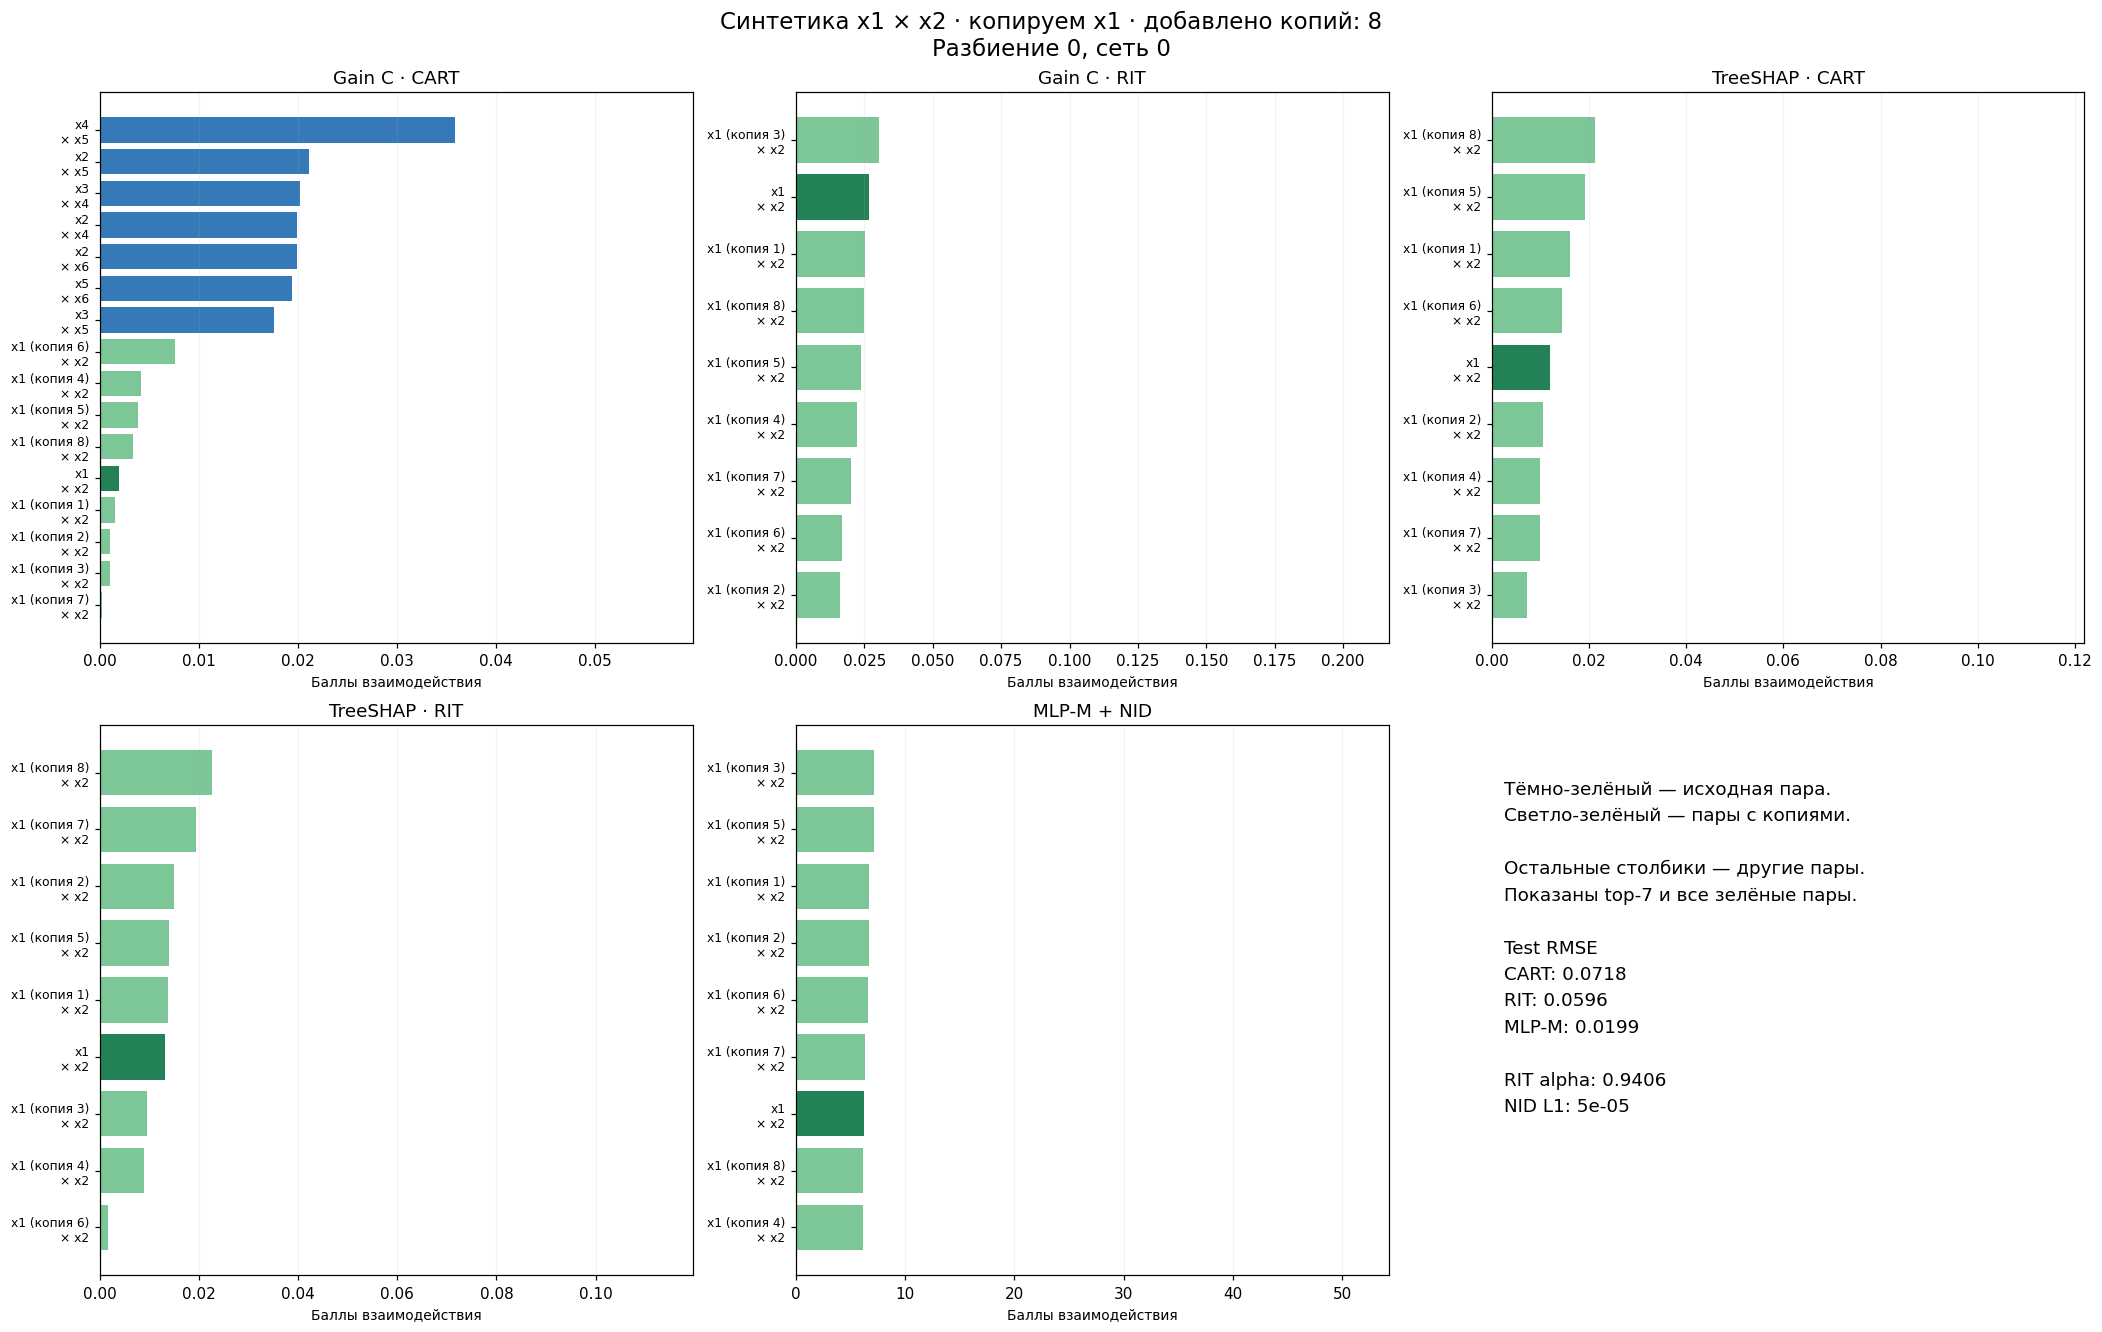 Синтетика x1 × x2 · копируем x1 · добавлено копий: 8
Разбиение 0, сеть 0
Gain C · CART
x4
× x5
x2
× x5
x3
× x4
x2
× x4
x2
× x6
x5
× x6
x3
× x5
x1 (копия 6)
× x2
x1 (копия 4)
× x2
x1 (копия 5)
× x2
x1 (копия 8)
× x2
x1
× x2
x1 (копия 1)
× x2
x1 (копия 2)
× x2
x1 (копия 3)
× x2
x1 (копия 7)
× x2
0.00 0.01 0.02 0.03 0.04 0.05
Баллы взаимодействия
Gain C · RIT
x1 (копия 3)
× x2
x1
× x2
x1 (копия 1)
× x2
x1 (копия 8)
× x2
x1 (копия 5)
× x2
x1 (копия 4)
× x2
x1 (копия 7)
× x2
x1 (копия 6)
× x2
x1 (копия 2)
× x2
0.000 0.025 0.050 0.075 0.100 0.125 0.150 0.175 0.200
Баллы взаимодействия
TreeSHAP · CART
x1 (копия 8)
× x2
x1 (копия 5)
× x2
x1 (копия 1)
× x2
x1 (копия 6)
× x2
x1
× x2
x1 (копия 2)
× x2
x1 (копия 4)
× x2
x1 (копия 7)
× x2
x1 (копия 3)
× x2
0.00 0.02 0.04 0.06 0.08 0.10 0.12
Баллы взаимодействия
TreeSHAP · RIT
x1 (копия 8)
× x2
x1 (копия 7)
× x2
x1 (копия 2)
× x2
x1 (копия 5)
× x2
x1 (копия 1)
× x2
x1
× x2
x1 (копия 3)
× x2
x1 (копия 4)
× x2
x1 (копия 6)
× x2
0.00 0.02 0.04 0.06 0.08 0.10
Баллы взаимодействия
MLP-M + NID
x1 (копия 3)
× x2
x1 (копия 5)
× x2
x1 (копия 1)
× x2
x1 (копия 2)
× x2
x1 (копия 6)
× x2
x1 (копия 7)
× x2
x1
× x2
x1 (копия 8)
× x2
x1 (копия 4)
× x2
0 10 20 30 40 50
Баллы взаимодействия
Тёмно-зелёный — исходная пара.
Светло-зелёный — пары с копиями.
Остальные столбики — другие пары.
Показаны top-7 и все зелёные пары.
Test RMSE
CART: 0.0718
RIT: 0.0596
MLP-M: 0.0199
RIT alpha: 0.9406
NID L1: 5e-05